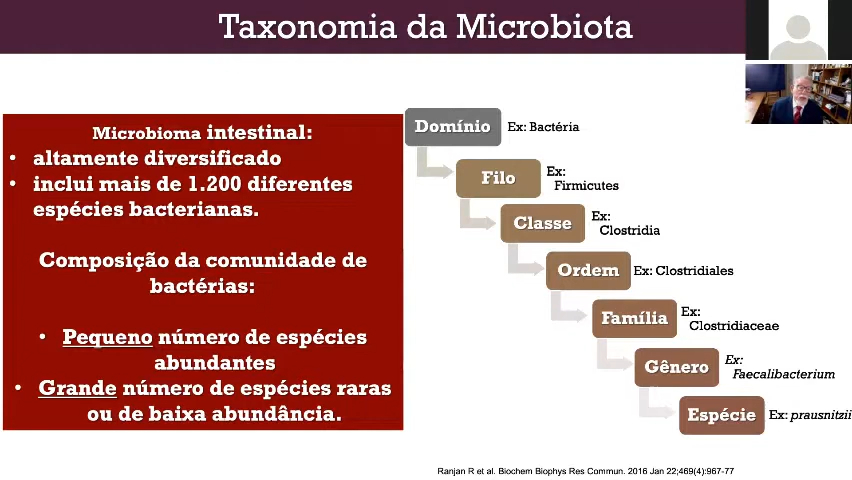 Taxonomia da Microbiota
Microbioma intestinal:
• altamente diversificado
• inclui mais de 1.200 diferentes
espécies bacterianas.
Composição da comunidade de
bactérias:
• Pequeno número de espécies
abundantes
• Grande número de espécies raras
ou de baixa abundância.
Domínio Ex: Bactéria
Filo Ex:
Firmicutes
Classe Ex:
Clostridia
Ordem Ex: Clostridiales
Família Ex:
Clostridiaceae
Gênero Ex:
Faecalibacterium
Espécie Ex: prausnitzii
Ranjan R et al. Biochem Biophys Res Commun. 2016 Jan 22;469(4):967-77